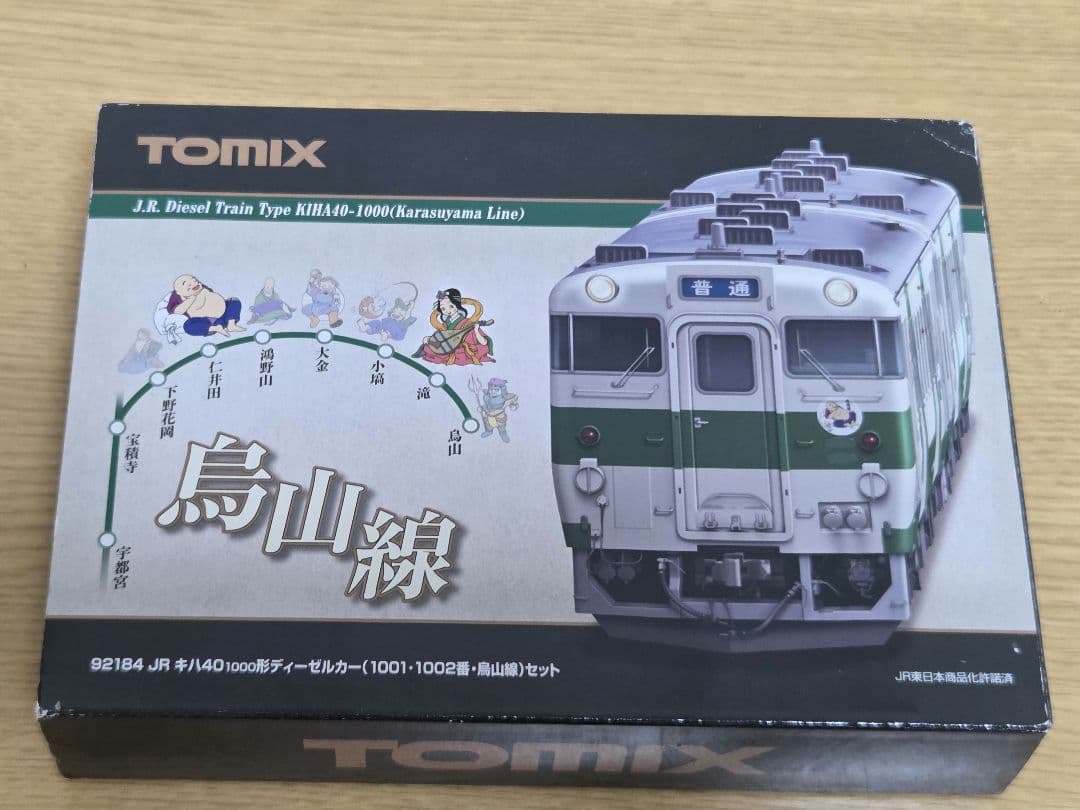 TOMIX
J.R. Diesel Train Type KIHA40-1000(Karasuyama Line)
普通
宇都宮
宝積寺
下野花岡
仁井田
鴻野山
大金
小塙
滝
烏山
烏山線
92184 JR キハ401000形ディーゼルカー(1001・1002番・烏山線)セット
JR東日本商品化許諾済
TOMIX